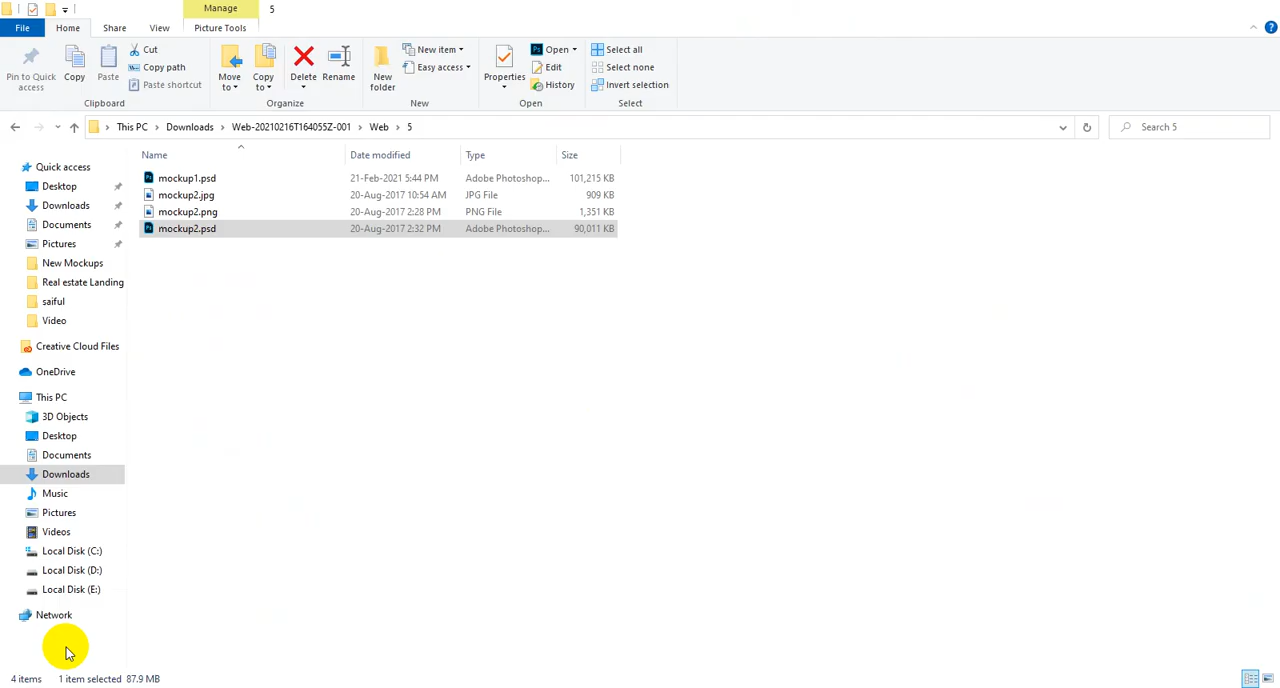 Manage 5
File Home Share View Picture Tools
Pin to Quick access
Copy
Paste
Cut
Copy path
Paste shortcut
Clipboard
Move to
Copy to
Delete
Rename
Organize
New folder
New item
Easy access
New
Properties
Open
Edit
History
Open
Select all
Select none
Invert selection
Select
This PC > Downloads > Web-20210216T164055Z-001 > Web > 5
Search 5
Name Date modified Type Size
mockup1.psd 21-Feb-2021 5:44 PM Adobe Photoshop... 101,215 KB
mockup2.jpg 20-Aug-2017 10:54 AM JPG File 909 KB
mockup2.png 20-Aug-2017 2:28 PM PNG File 1,351 KB
mockup2.psd 20-Aug-2017 2:32 PM Adobe Photoshop... 90,011 KB
Quick access
Desktop
Downloads
Documents
Pictures
New Mockups
Real estate Landing
saiful
Video
Creative Cloud Files
OneDrive
This PC
3D Objects
Desktop
Documents
Downloads
Music
Pictures
Videos
Local Disk (C:)
Local Disk (D:)
Local Disk (E:)
Network
4 items 1 item selected 87.9 MB